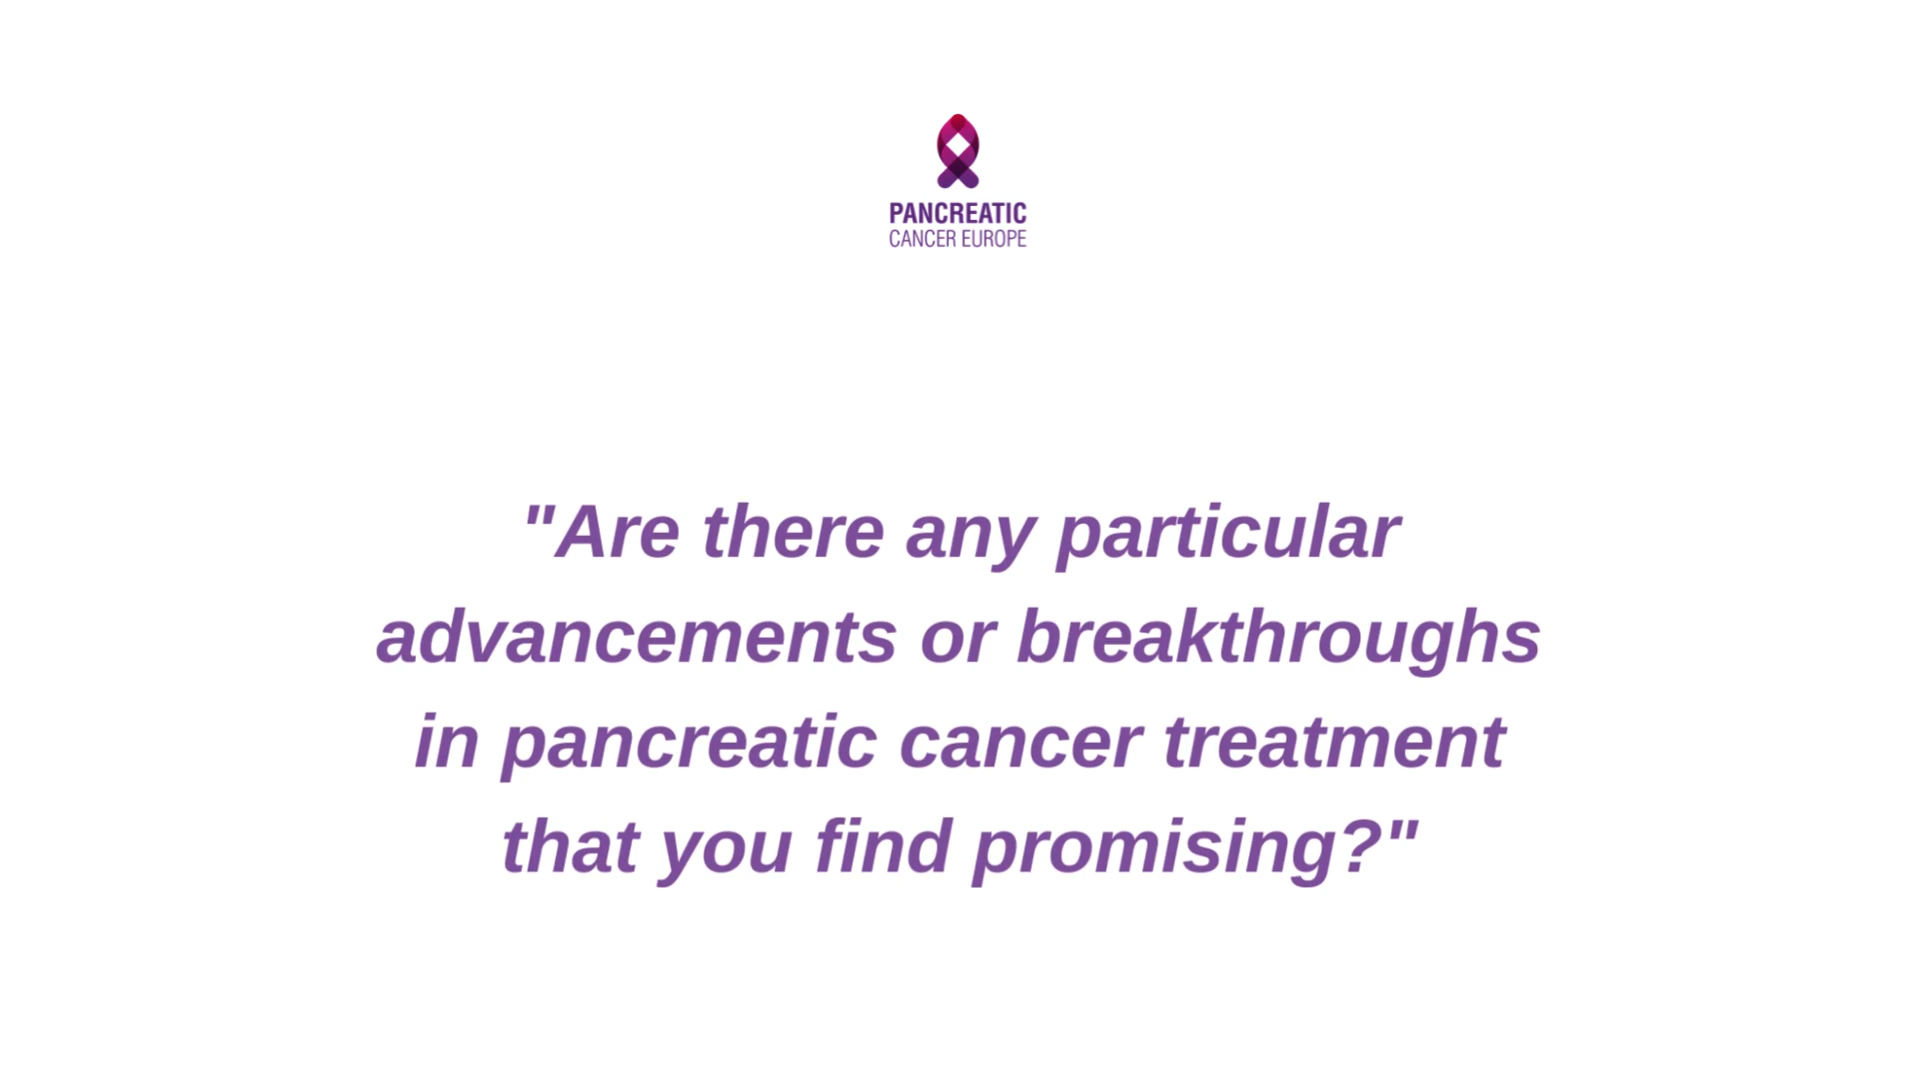 PANCREATIC
CANCER EUROPE
"Are there any particular
advancements or breakthroughs
in pancreatic cancer treatment
that you find promising?"